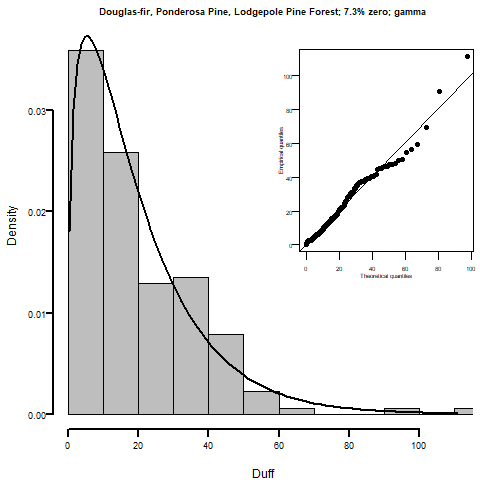 Douglas-fir, Ponderosa Pine, Lodgepole Pine Forest; 7.3% zero; gamma
Density
0.00
0.01
0.02
0.03
0 20 40 60 80 100
Duff
Empirical quantiles
0
20
40
60
80
100
0 20 40 60 80 100
Theoretical quantiles